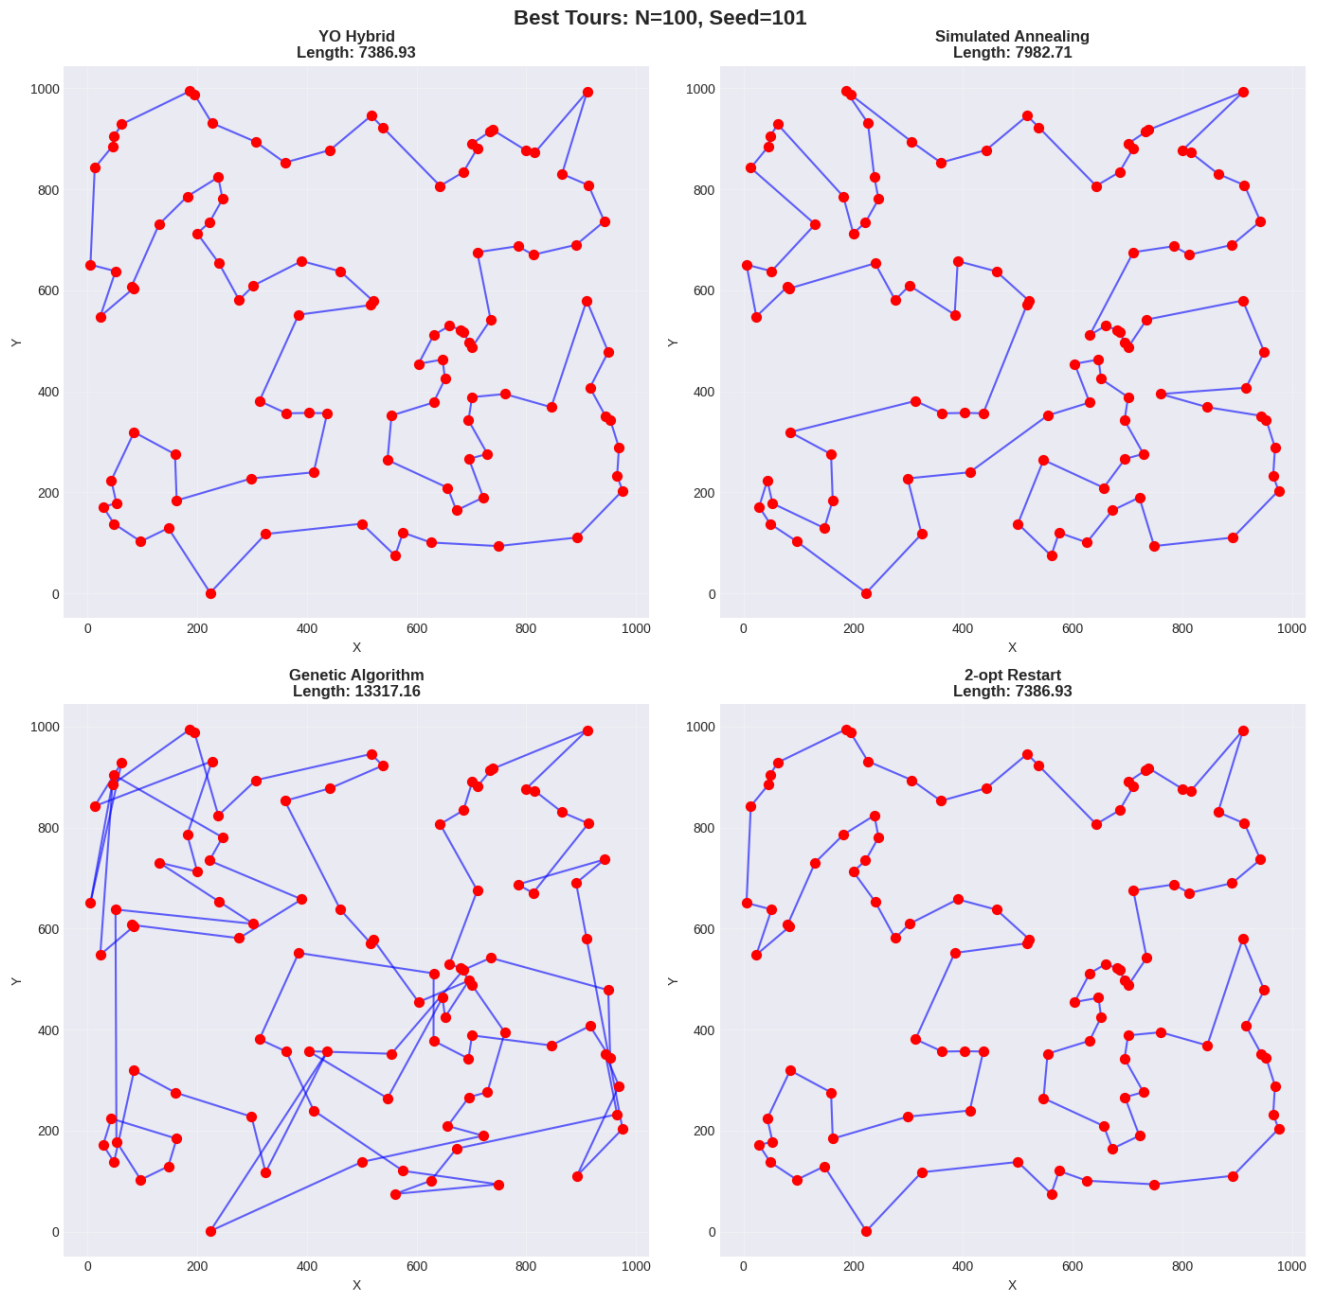 Best Tours: N=100, Seed=101
YO Hybrid
Length: 7386.93
1000
800
600
400
200
0
Y
0 200 400 600 800 1000
X
Simulated Annealing
Length: 7982.71
1000
800
600
400
200
0
Y
0 200 400 600 800 1000
X
Genetic Algorithm
Length: 13317.16
1000
800
600
400
200
0
Y
0 200 400 600 800 1000
X
2-opt Restart
Length: 7386.93
1000
800
600
400
200
0
Y
0 200 400 600 800 1000
X